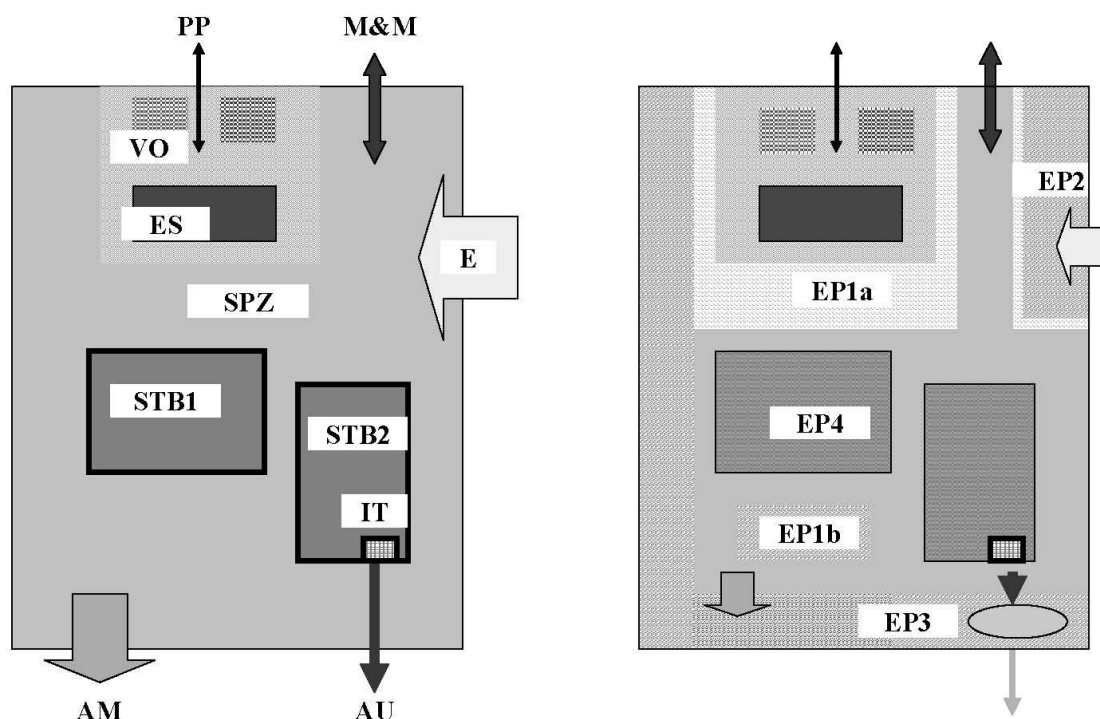 PP
M&M
VO
ES
E
SPZ
STB1
STB2
IT
AM
AU
EP2
EP1a
EP4
EP1b
EP3